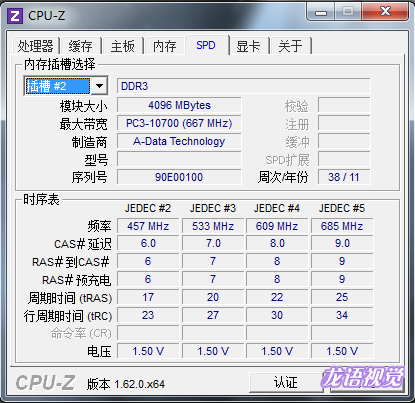 CPU-Z
处理器 缓存 主板 内存 SPD 显卡 关于
内存插槽选择
插槽 #2 DDR3
模块大小 4096 MBytes 校验
最大带宽 PC3-10700 (667 MHz) 注册
制造商 A-Data Technology 缓冲
型号 SPD扩展
序列号 90E00100 周次/年份 38 / 11
时序表
JEDEC #2 JEDEC #3 JEDEC #4 JEDEC #5
频率 457 MHz 533 MHz 609 MHz 685 MHz
CAS# 延迟 6.0 7.0 8.0 9.0
RAS# 到CAS# 6 7 8 9
RAS# 预充电 6 7 8 9
周期时间 (tRAS) 17 20 22 25
行周期时间 (tRC) 23 27 30 34
命令率 (CR)
电压 1.50 V 1.50 V 1.50 V 1.50 V
CPU-Z 版本 1.62.0.x64 认证 龙语视觉